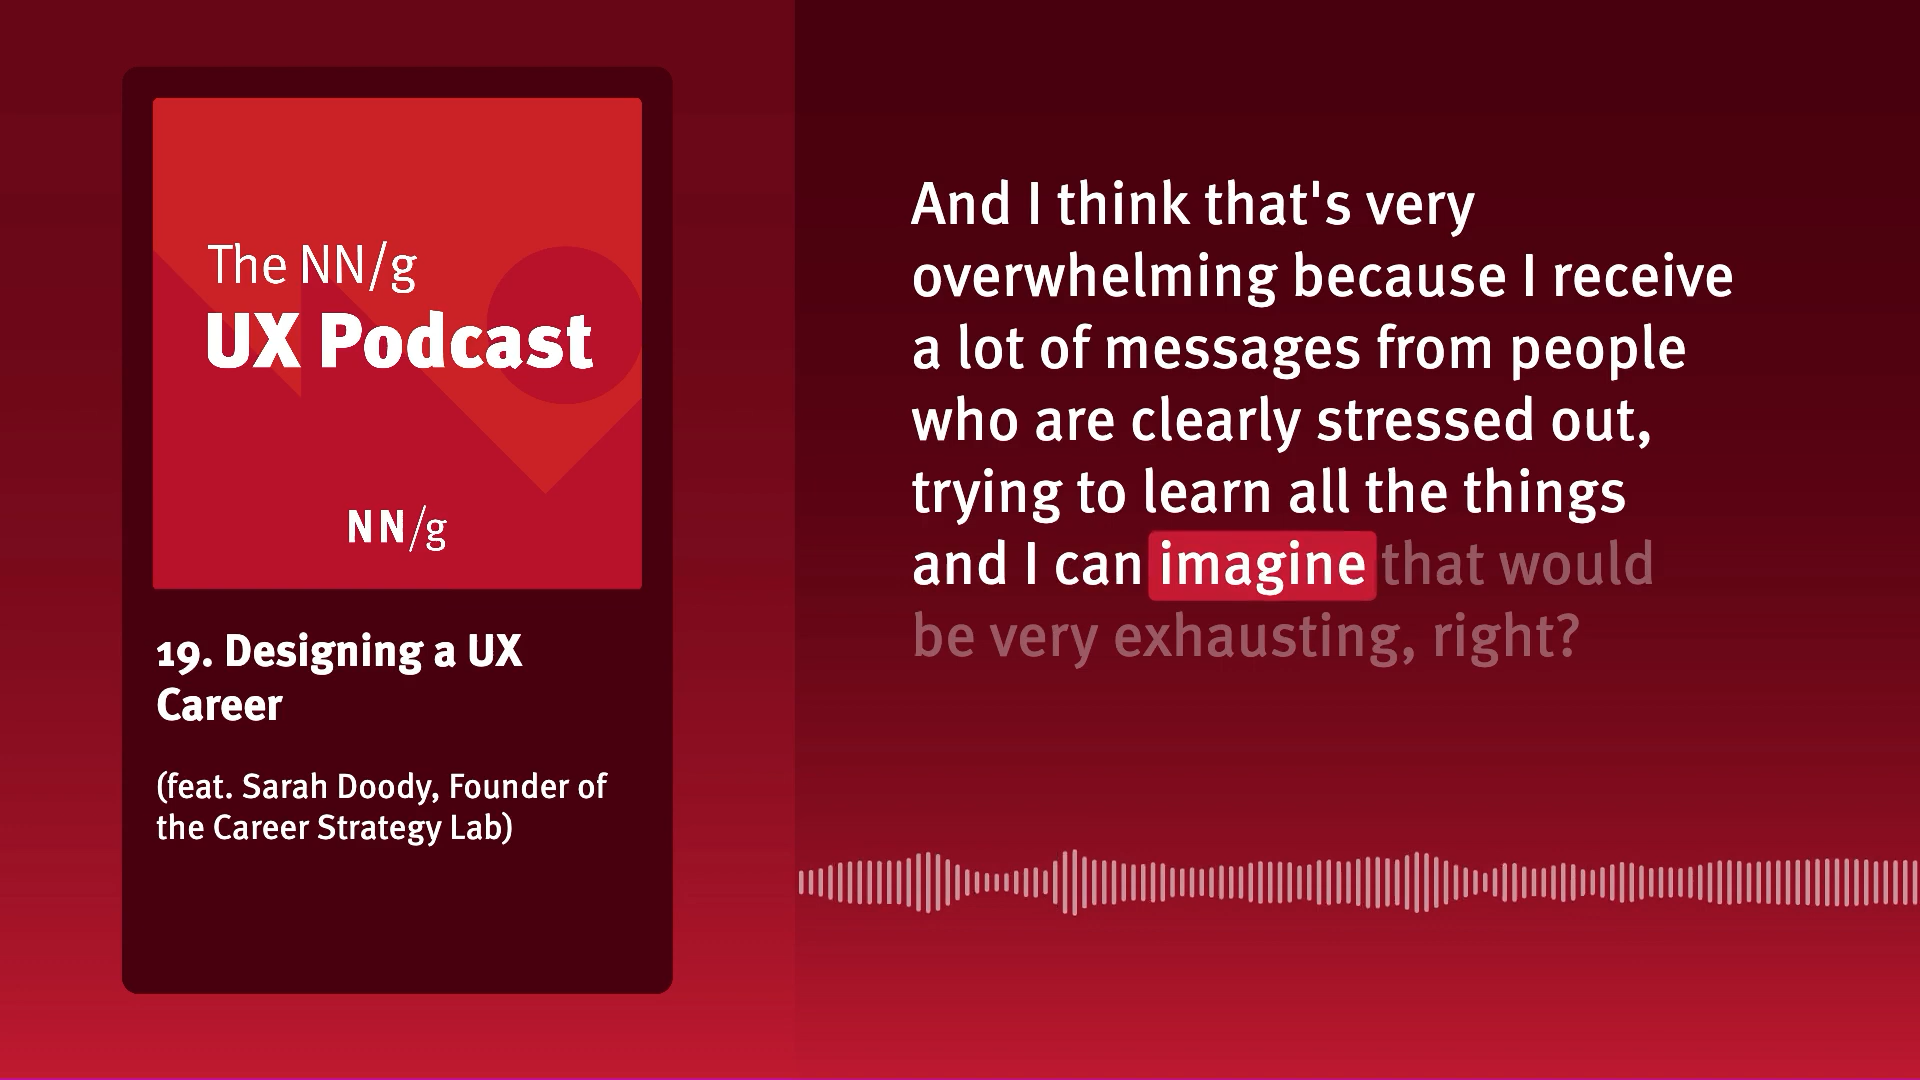 The NN/g
UX Podcast
NN/g
19. Designing a UX
Career
(feat. Sarah Doody, Founder of
the Career Strategy Lab)
And I think that's very
overwhelming because I receive
a lot of messages from people
who are clearly stressed out,
trying to learn all the things
and I can imagine that would
be very exhausting, right?